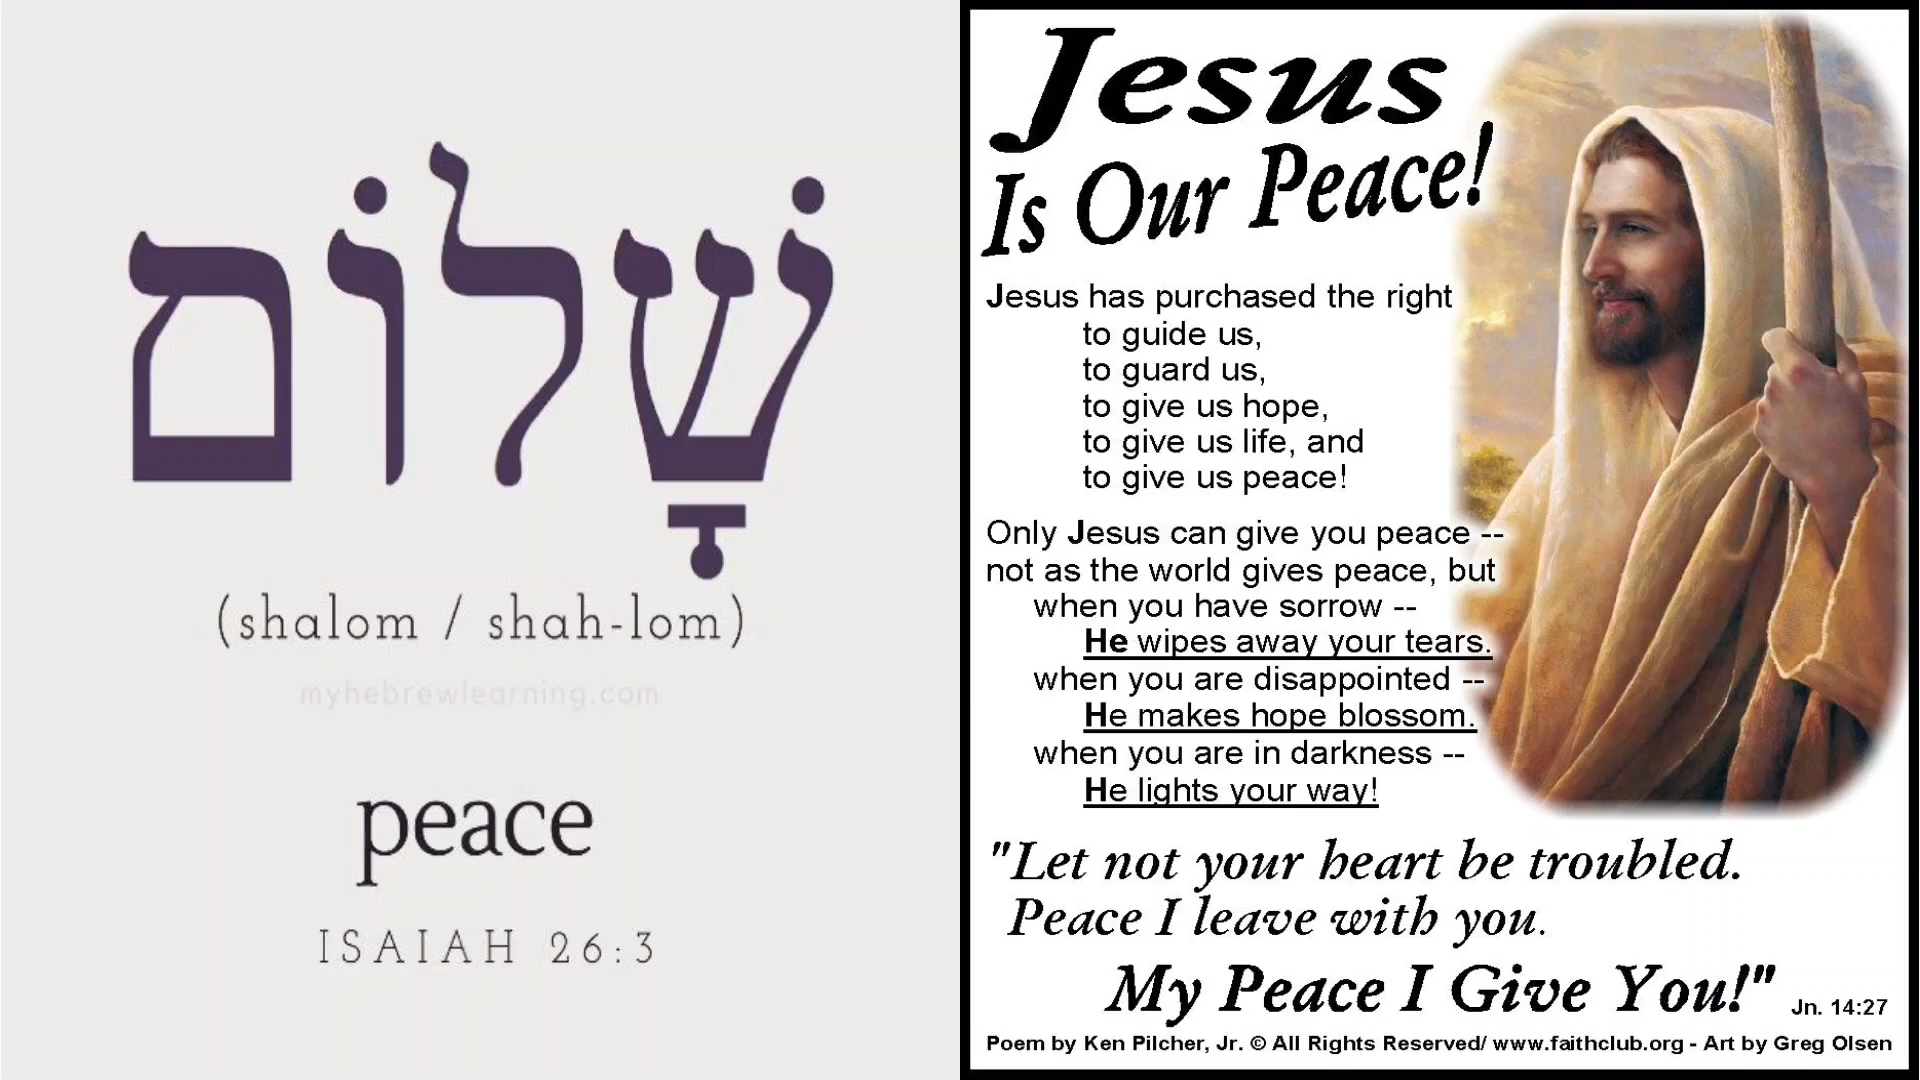 שָׁלוֹם
(shalom / shah-lom)
myhebrewlearning.com
peace
ISAIAH 26:3
Jesus
Is Our Peace!
Jesus has purchased the right
to guide us,
to guard us,
to give us hope,
to give us life, and
to give us peace!
Only Jesus can give you peace --
not as the world gives peace, but
when you have sorrow --
He wipes away your tears.
when you are disappointed --
He makes hope blossom.
when you are in darkness --
He lights your way!
"Let not your heart be troubled.
Peace I leave with you.
My Peace I Give You!" Jn. 14:27
Poem by Ken Pilcher, Jr. © All Rights Reserved/ www.faithclub.org - Art by Greg Olsen